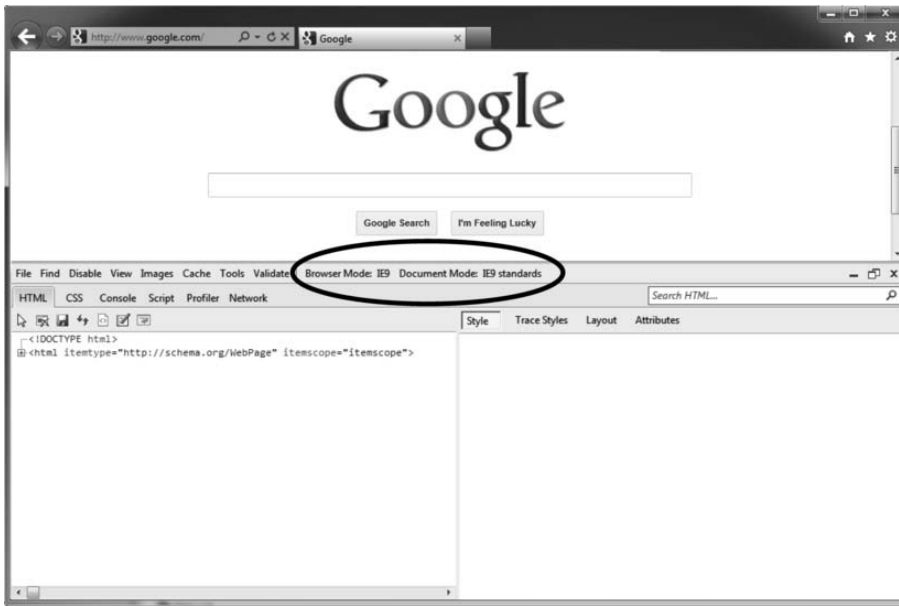 http://www.google.com/
Google
Google
Google Search I'm Feeling Lucky
File Find Disable View Images Cache Tools Validate Browser Mode: IE9 Document Mode: IE9 standards
HTML CSS Console Script Profiler Network Search HTML...
Style Trace Styles Layout Attributes
<!DOCTYPE html>
<html itemtype="http://schema.org/WebPage" itemscope="itemscope">